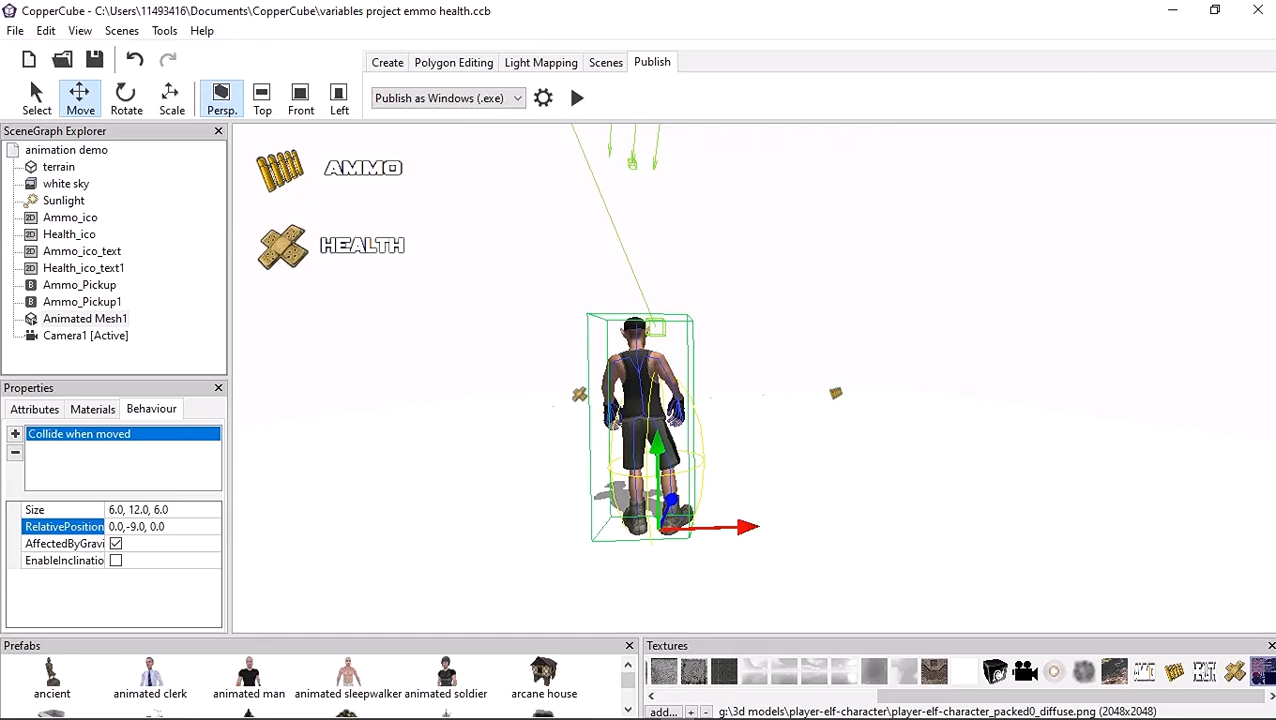 CopperCube - C:\Users\11493416\Documents\CopperCube\variables project emmo health.ccb
File Edit View Scenes Tools Help
Create Polygon Editing Light Mapping Scenes Publish
Select Move Rotate Scale Persp. Top Front Left
Publish as Windows (.exe)
SceneGraph Explorer
animation demo
terrain
white sky
Sunlight
2D Ammo_ico
2D Health_ico
2D Ammo_ico_text
2D Health_ico_text1
B Ammo_Pickup
B Ammo_Pickup1
Animated Mesh1
Camera1 [Active]
AMMO
HEALTH
Properties
Attributes Materials Behaviour
Collide when moved
Size 6.0, 12.0, 6.0
RelativePosition 0.0,-9.0, 0.0
AffectedByGravi
EnableInclinatio
Prefabs
ancient animated clerk animated man animated sleepwalker animated soldier arcane house
Textures
add... + - g:\3d models\player-elf-character\player-elf-character_packed0_diffuse.png (2048x2048)